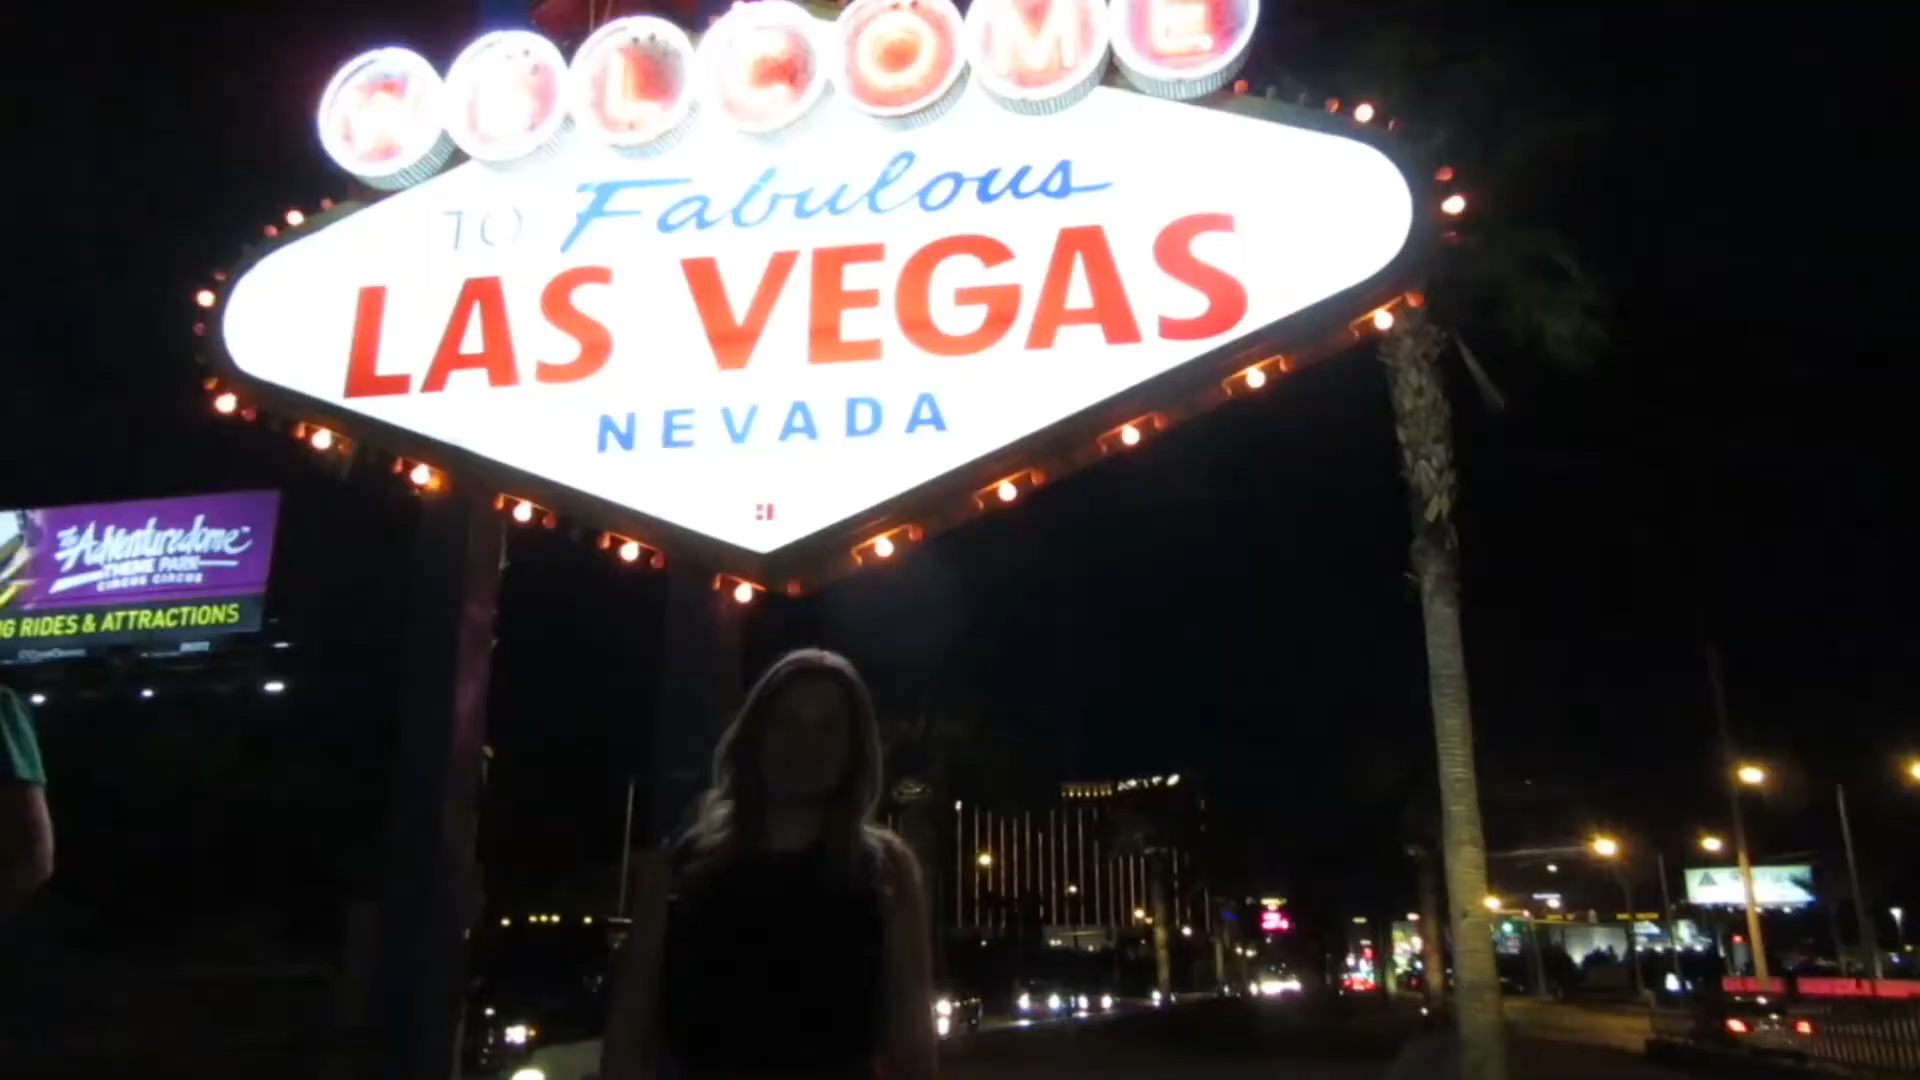 WELCOME
TO Fabulous
LAS VEGAS
NEVADA
The Adventuredome
THEME PARK
CIRCUS CIRCUS
G RIDES & ATTRACTIONS